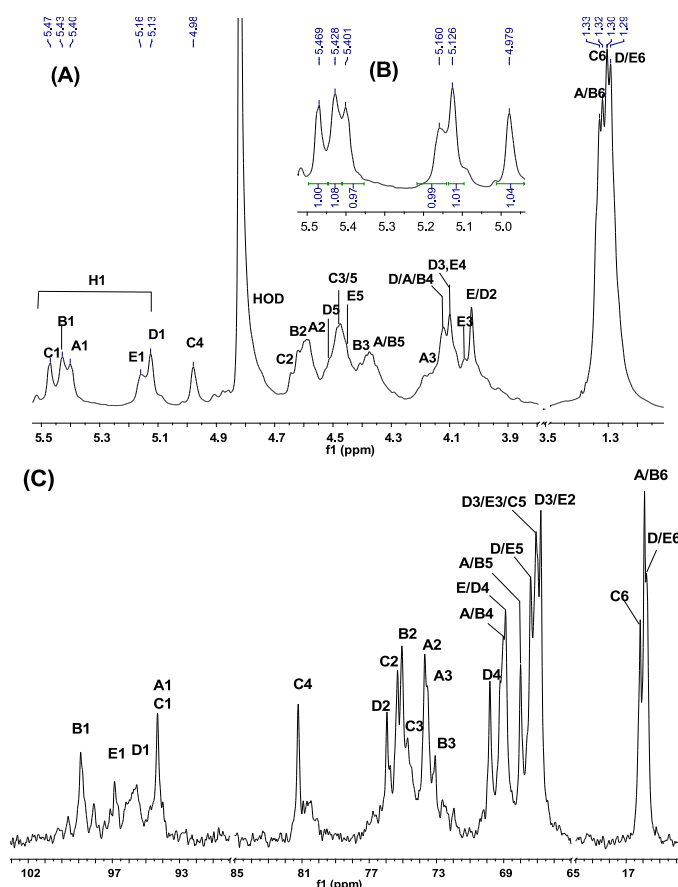 5.47
5.43
5.40
5.16
5.13
4.98
1.33
1.32
1.30
1.29
(A)
5.469
5.428
5.401
(B)
5.160
5.126
4.979
C6
D/E6
A/B6
1.00
1.08
0.97
0.99
1.01
1.04
5.5 5.4 5.3 5.2 5.1 5.0
H1
B1
C1
A1
E1
D1
C4
HOD
C2
B2
A2
D5
C3/5
E5
B3
A/B5
D/A/B4
D3,E4
A3
E3
E/D2
5.5 5.3 5.1 4.9 4.7 4.5 4.3 4.1 3.9 3.5 1.3
f1 (ppm)
(C)
B1
E1
D1
A1
C1
C4
D2
C2
B2
C3
A2
A3
B3
D4
A/B4
E/D4
A/B5
D/E5
D3/E3/C5
D3/E2
A/B6
D/E6
C6
102 97 93 85 81 77 73 69 65 17
f1 (ppm)